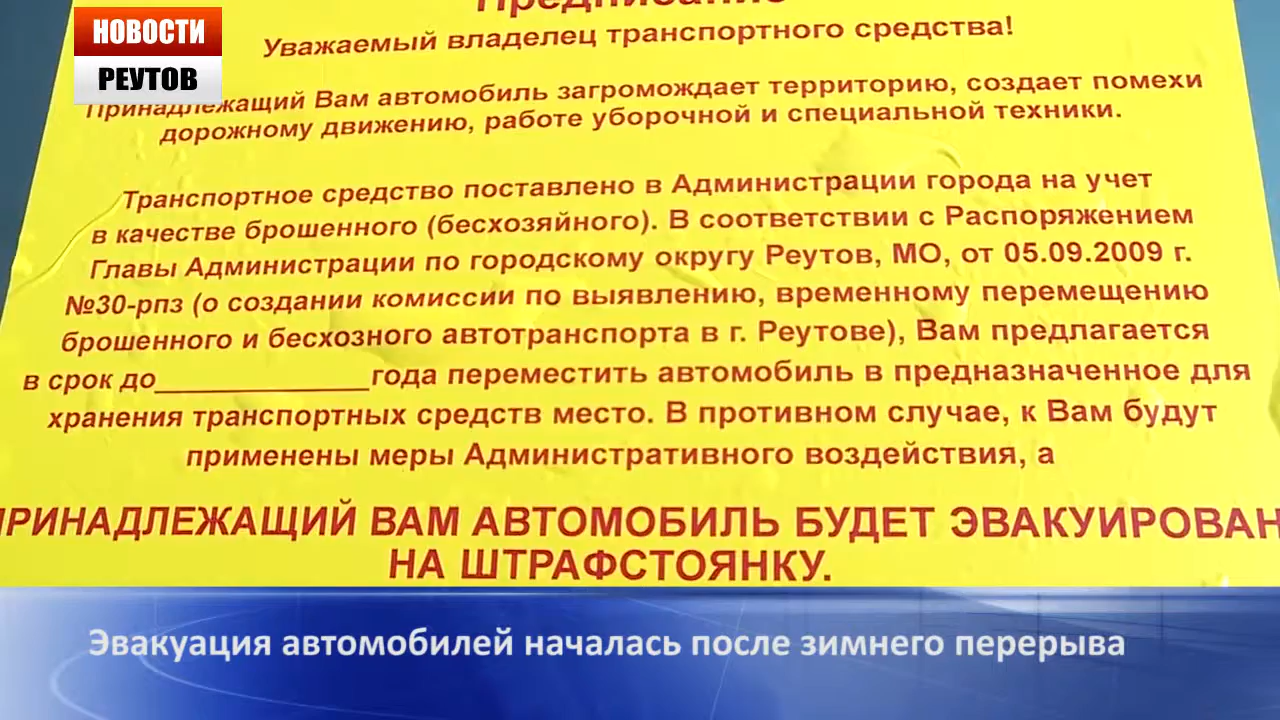 Предписание
НОВОСТИ
РЕУТОВ
Уважаемый владелец транспортного средства!
Принадлежащий Вам автомобиль загромождает территорию, создает помехи
дорожному движению, работе уборочной и специальной техники.
Транспортное средство поставлено в Администрации города на учет
в качестве брошенного (бесхозяйного). В соответствии с Распоряжением
Главы Администрации по городскому округу Реутов, МО, от 05.09.2009 г.
№30-рпз (о создании комиссии по выявлению, временному перемещению
брошенного и бесхозного автотранспорта в г. Реутове), Вам предлагается
в срок до______________года переместить автомобиль в предназначенное для
хранения транспортных средств место. В противном случае, к Вам будут
применены меры Административного воздействия, а
ПРИНАДЛЕЖАЩИЙ ВАМ АВТОМОБИЛЬ БУДЕТ ЭВАКУИРОВАН
НА ШТРАФСТОЯНКУ.
Эвакуация автомобилей началась после зимнего перерыва